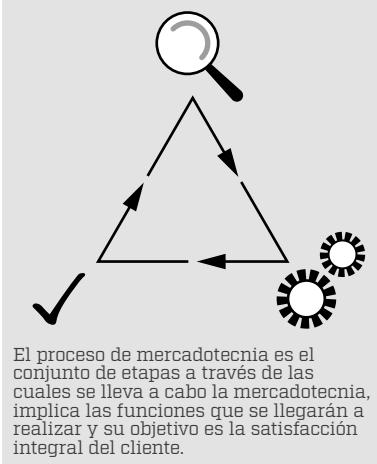 El proceso de mercadotecnia es el
conjunto de etapas a través de las
cuales se lleva a cabo la mercadotecnia,
implica las funciones que se llegarán a
realizar y su objetivo es la satisfacción
integral del cliente.